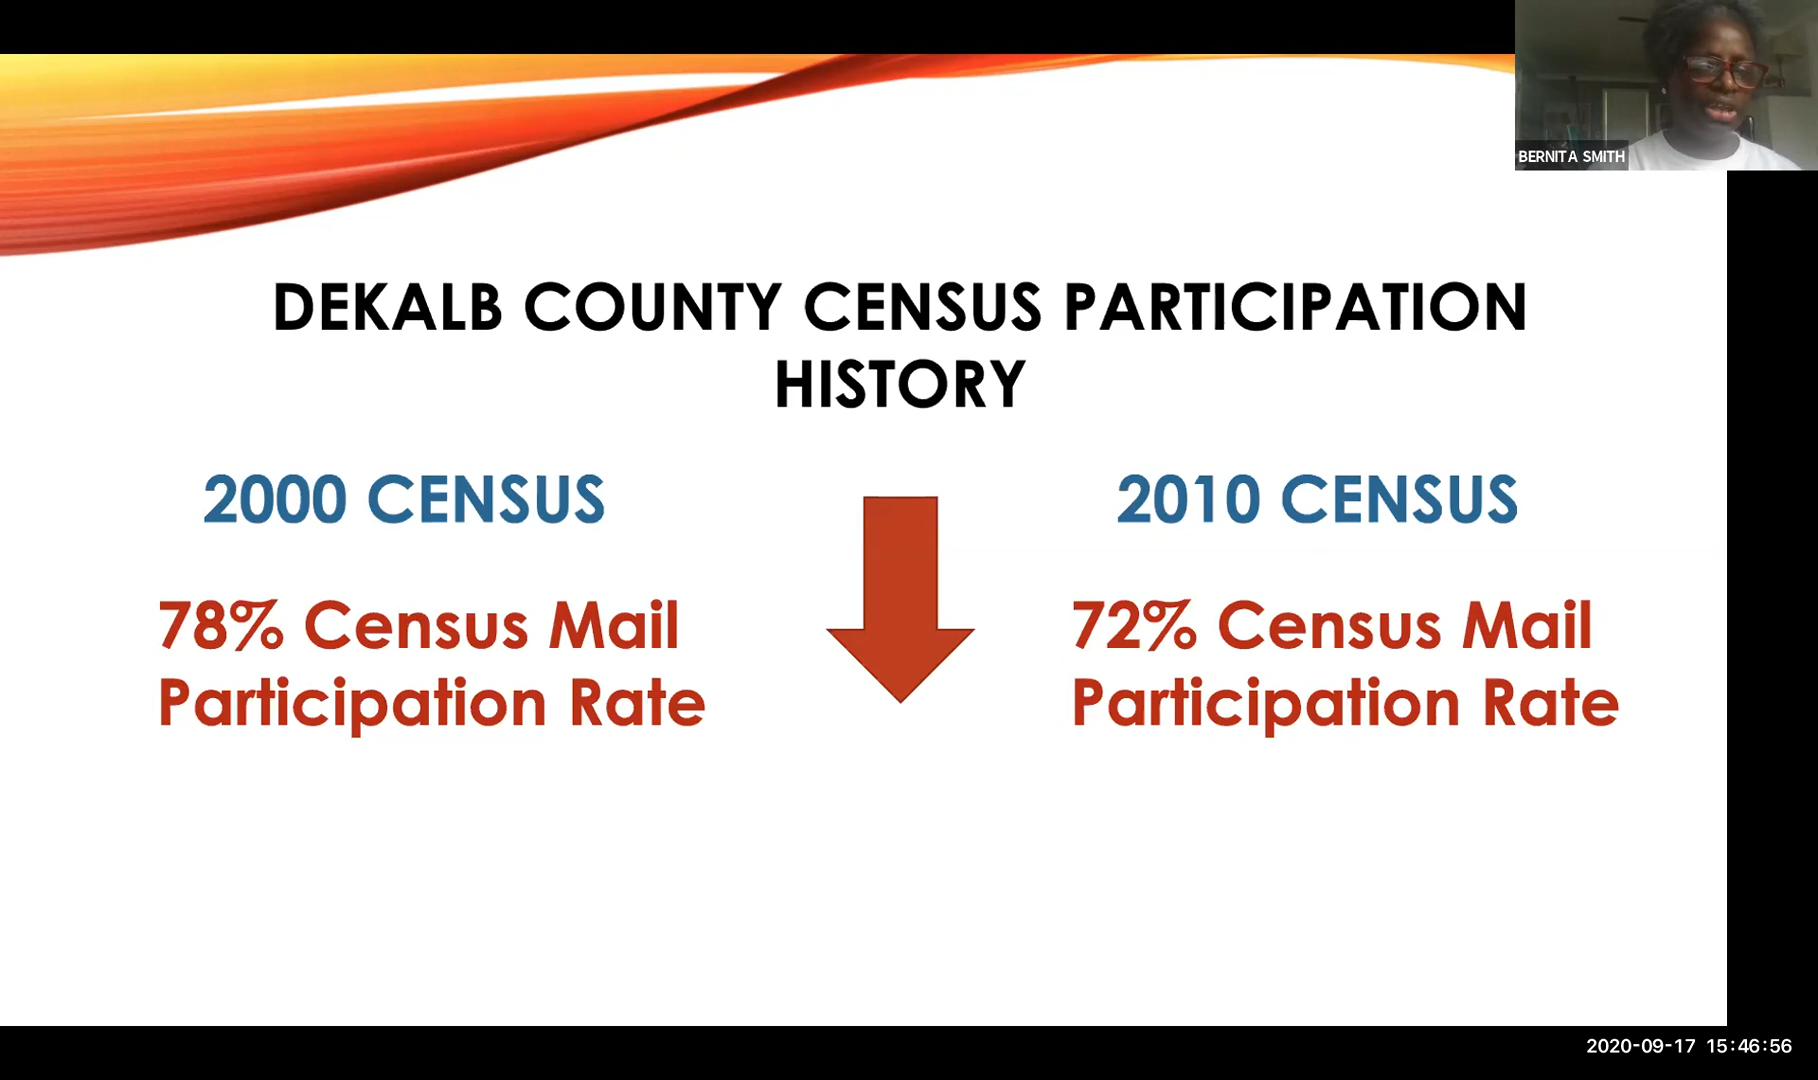 BERNITA SMITH
DEKALB COUNTY CENSUS PARTICIPATION
HISTORY
2000 CENSUS
78% Census Mail
Participation Rate
2010 CENSUS
72% Census Mail
Participation Rate
2020-09-17 15:46:56